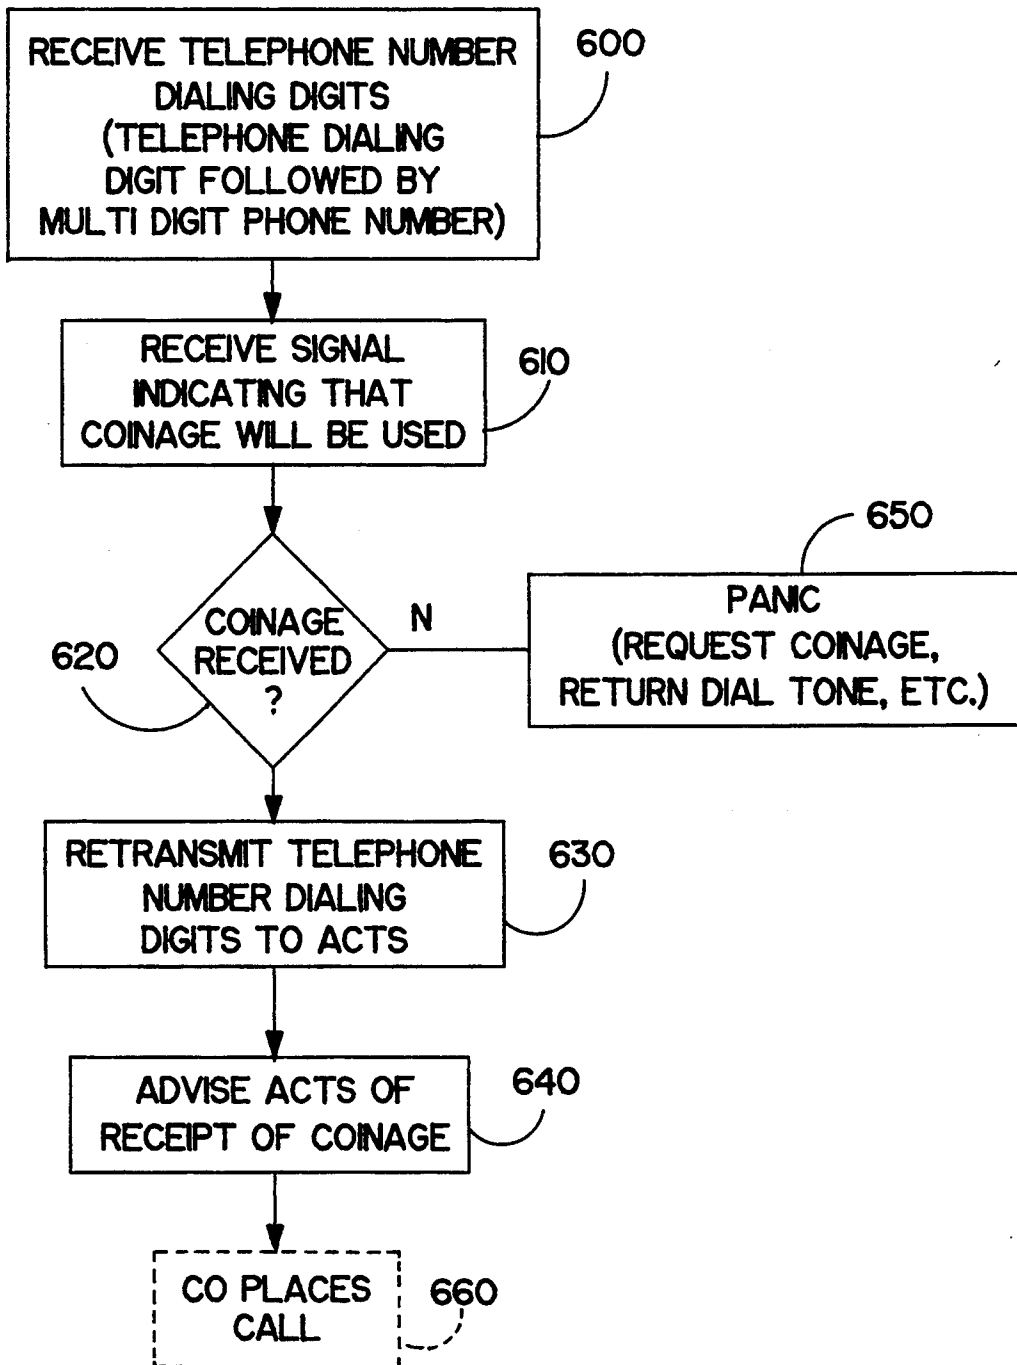 RECEIVE TELEPHONE NUMBER
DIALING DIGITS
(TELEPHONE DIALING
DIGIT FOLLOWED BY
MULTI DIGIT PHONE NUMBER)
600
RECEIVE SIGNAL
INDICATING THAT
COINAGE WILL BE USED
610
COINAGE
RECEIVED
?
620
N
650
PANIC
(REQUEST COINAGE,
RETURN DIAL TONE, ETC.)
RETRANSMIT TELEPHONE
NUMBER DIALING
DIGITS TO ACTS
630
ADVISE ACTS OF
RECEIPT OF COINAGE
640
CO PLACES
CALL
660